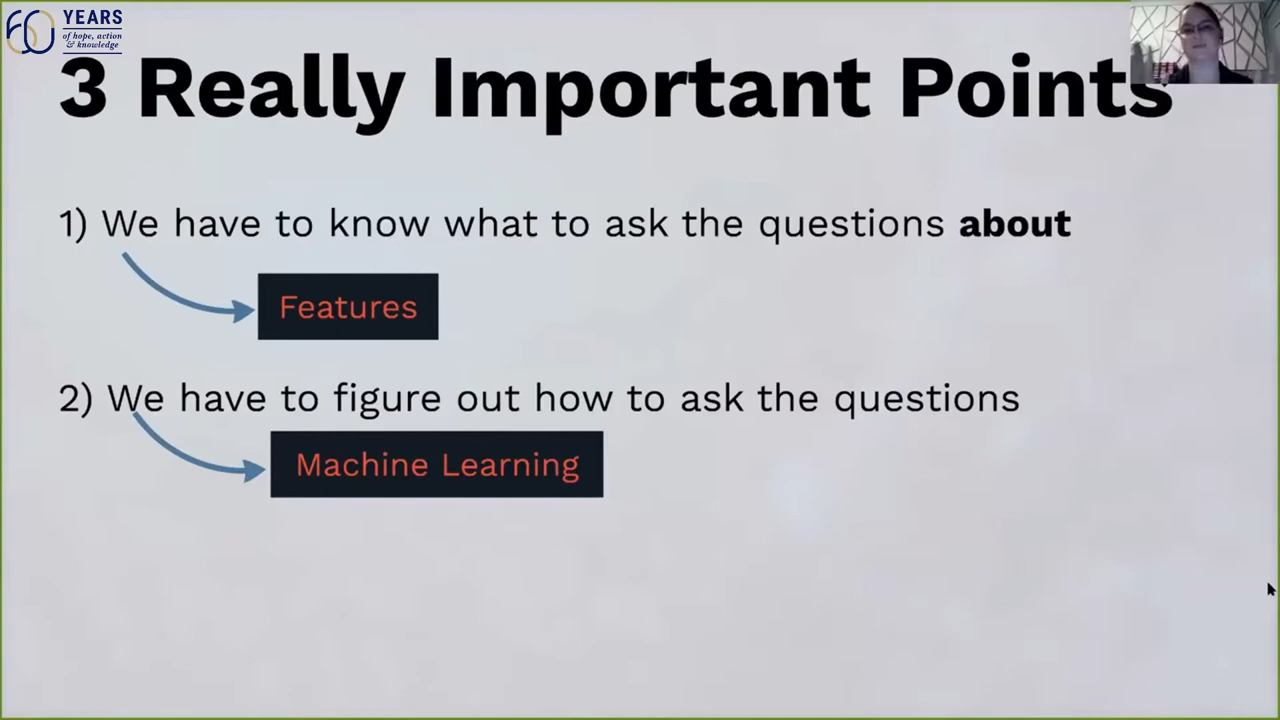 60 YEARS
of hope, action
& knowledge
3 Really Important Points
1) We have to know what to ask the questions about
Features
2) We have to figure out how to ask the questions
Machine Learning